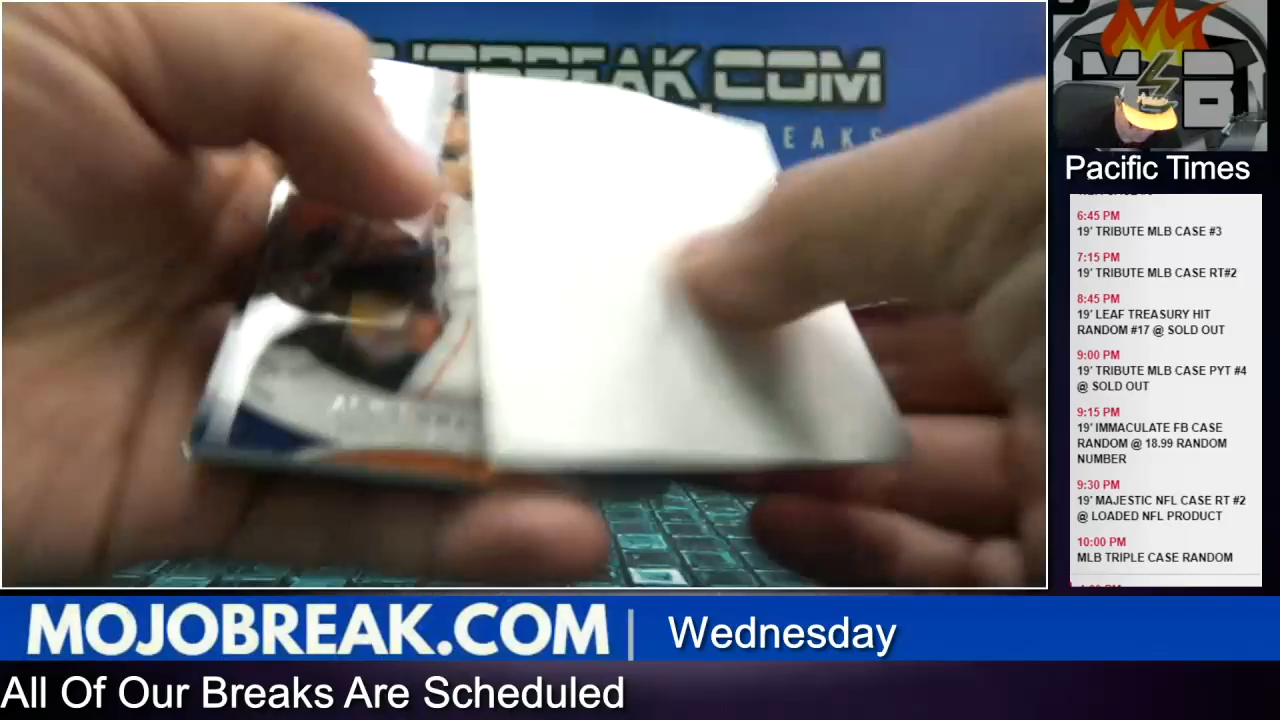 COM
EAKS
Pacific Times
6:45 PM
19' TRIBUTE MLB CASE #3
7:15 PM
19' TRIBUTE MLB CASE RT#2
8:45 PM
19' LEAF TREASURY HIT
RANDOM #17 @ SOLD OUT
9:00 PM
19' TRIBUTE MLB CASE PYT #4
@ SOLD OUT
9:15 PM
19' IMMACULATE FB CASE
RANDOM @ 18.99 RANDOM
NUMBER
9:30 PM
19' MAJESTIC NFL CASE RT #2
@ LOADED NFL PRODUCT
10:00 PM
MLB TRIPLE CASE RANDOM
MOJOBREAK.COM | Wednesday
All Of Our Breaks Are Scheduled